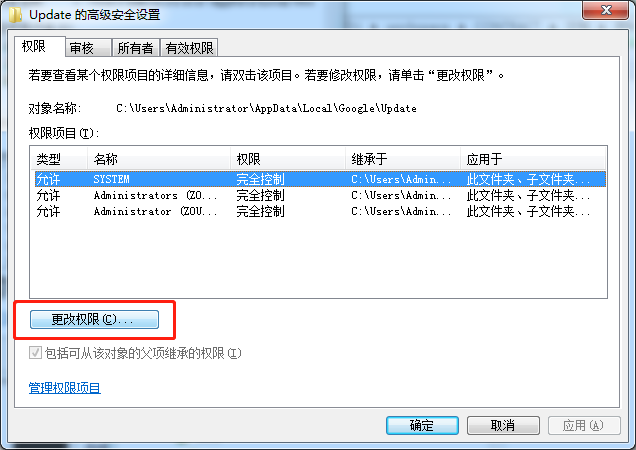 Update 的高级安全设置
权限 审核 所有者 有效权限
若要查看某个权限项目的详细信息，请双击该项目。若要修改权限，请单击“更改权限”。
对象名称： C:\Users\Administrator\AppData\Local\Google\Update
权限项目(T):
类型 名称 权限 继承于 应用于
允许 SYSTEM 完全控制 C:\Users\Admin... 此文件夹、子文件夹...
允许 Administrators (ZO... 完全控制 C:\Users\Admin... 此文件夹、子文件夹...
允许 Administrator (ZOU... 完全控制 C:\Users\Admin... 此文件夹、子文件夹...
更改权限(C)...
包括可从该对象的父项继承的权限(I)
管理权限项目
确定 取消 应用(A)